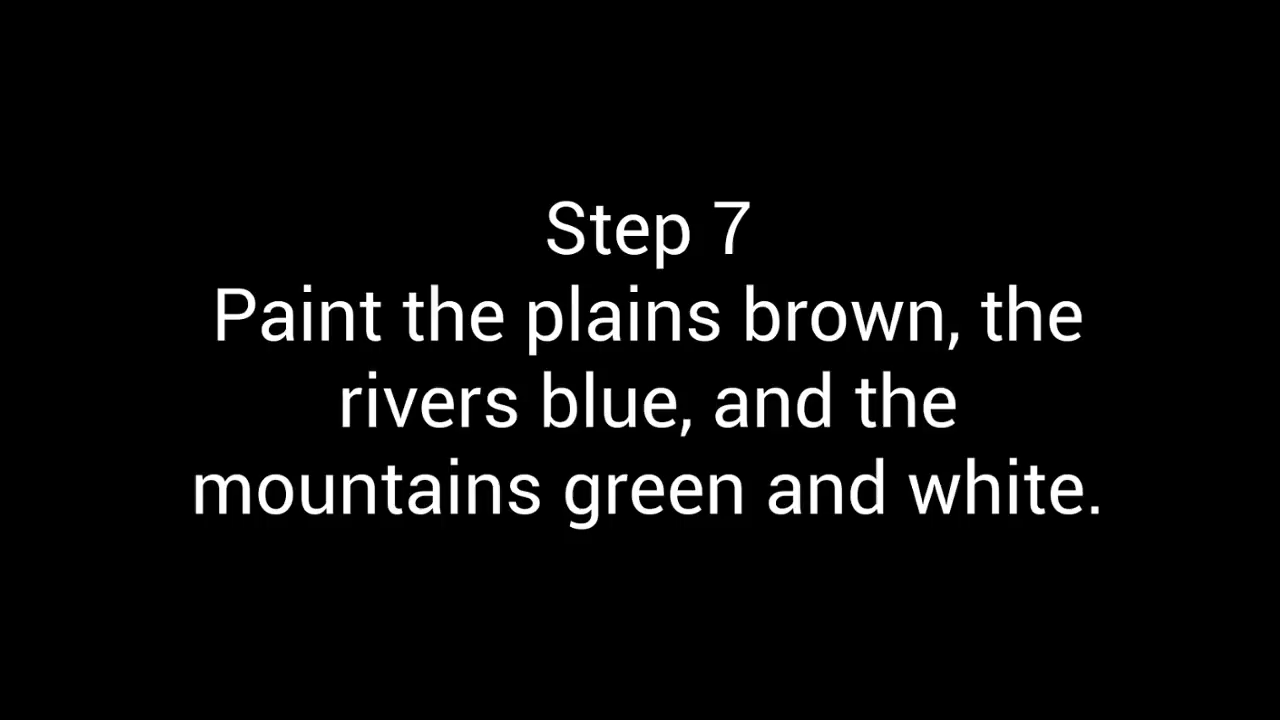 Step 7
Paint the plains brown, the
rivers blue, and the
mountains green and white.